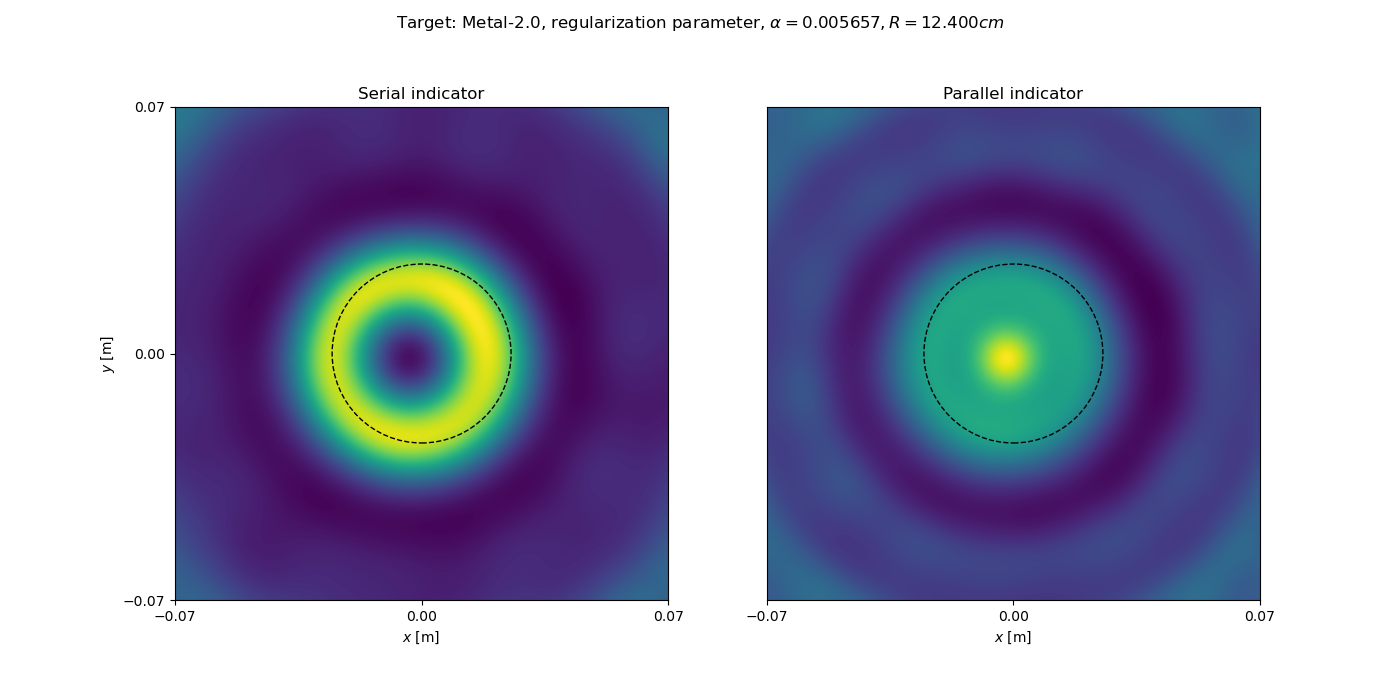 Target: Metal-2.0, regularization parameter, α = 0.005657, R = 12.400cm
Serial indicator
Parallel indicator
0.07
0.00
−0.07
y [m]
−0.07
0.00
0.07
x [m]
−0.07
0.00
0.07
x [m]